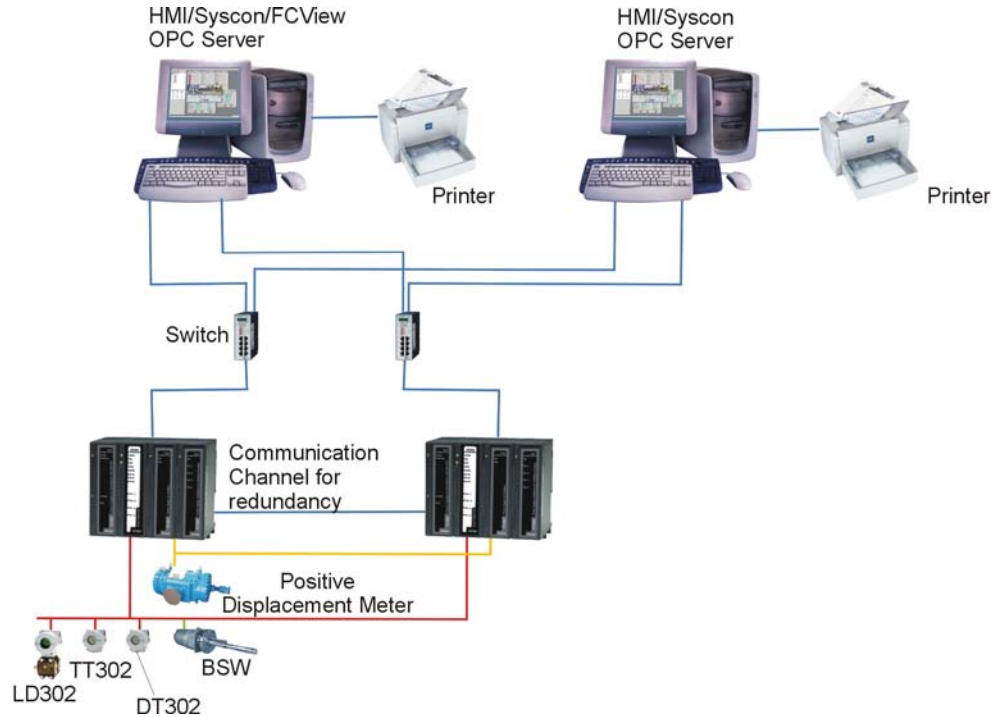 HMI/Syscon/FCView
OPC Server
HMI/Syscon
OPC Server
Printer
Printer
Switch
Communication
Channel for
redundancy
Positive
Displacement Meter
LD302
TT302
DT302
BSW